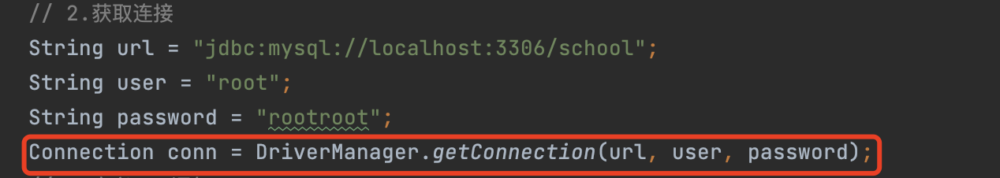 // 2.获取连接
String url = "jdbc:mysql://localhost:3306/school";
String user = "root";
String password = "rootroot";
Connection conn = DriverManager.getConnection(url, user, password);